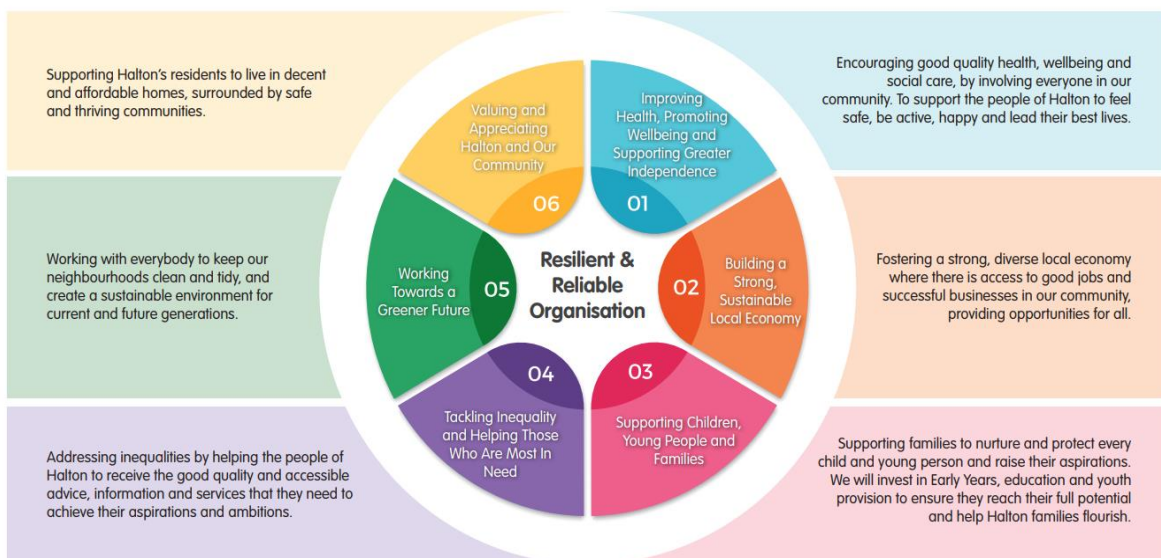 Supporting Halton's residents to live in decent
and affordable homes, surrounded by safe
and thriving communities.
Working with everybody to keep our
neighbourhoods clean and tidy, and
create a sustainable environment for
current and future generations.
Addressing inequalities by helping the people of
Halton to receive the good quality and accessible
advice, information and services that they need to
achieve their aspirations and ambitions.
Valuing and
Appreciating
Halton and Our
Community
06
Improving
Health, Promoting
Wellbeing and
Supporting Greater
Independence
01
Working
Towards a
Greener Future
05
Resilient &
Reliable
Organisation
02
Building a
Strong,
Sustainable
Local Economy
04
Tackling Inequality
and Helping Those
Who Are Most In
Need
03
Supporting Children,
Young People and
Families
Encouraging good quality health, wellbeing and
social care, by involving everyone in our
community. To support the people of Halton to feel
safe, be active, happy and lead their best lives.
Fostering a strong, diverse local economy
where there is access to good jobs and
successful businesses in our community,
providing opportunities for all.
Supporting families to nurture and protect every
child and young person and raise their aspirations.
We will invest in Early Years, education and youth
provision to ensure they reach their full potential
and help Halton families flourish.